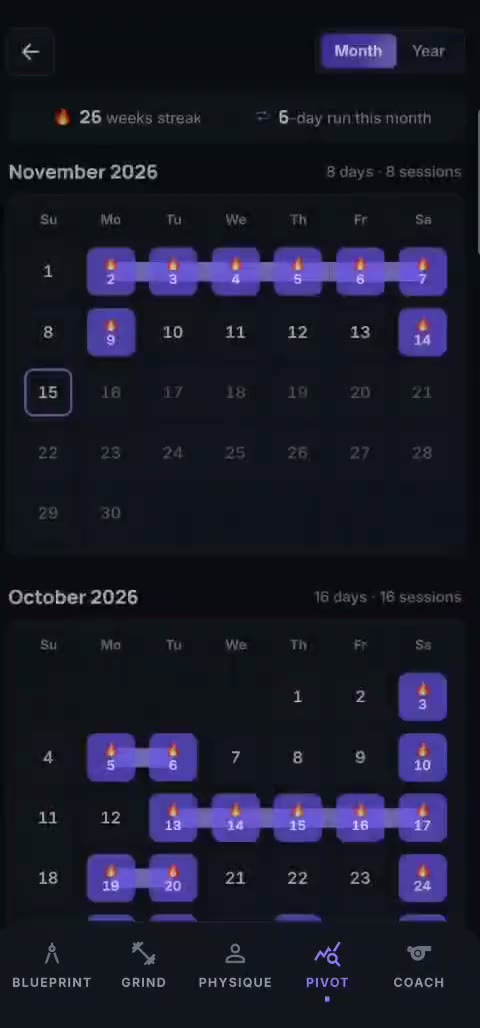 Month Year
26 weeks streak 6-day run this month
November 2026 8 days · 8 sessions
Su Mo Tu We Th Fr Sa
1 2 3 4 5 6 7
8 9 10 11 12 13 14
15 16 17 18 19 20 21
22 23 24 25 26 27 28
29 30
October 2026 16 days · 16 sessions
Su Mo Tu We Th Fr Sa
1 2 3
4 5 6 7 8 9 10
11 12 13 14 15 16 17
18 19 20 21 22 23 24
BLUEPRINT GRIND PHYSIQUE PIVOT COACH